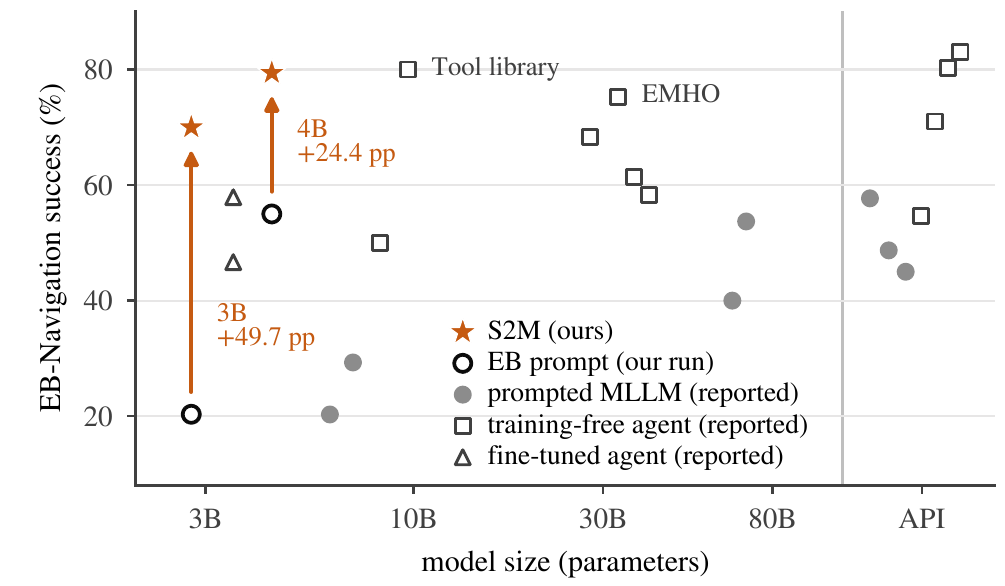 EB-Navigation success (%)
80
60
40
20
Tool library
EMHO
4B
+24.4 pp
3B
+49.7 pp
S2M (ours)
EB prompt (our run)
prompted MLLM (reported)
training-free agent (reported)
fine-tuned agent (reported)
3B
10B
30B
80B
API
model size (parameters)